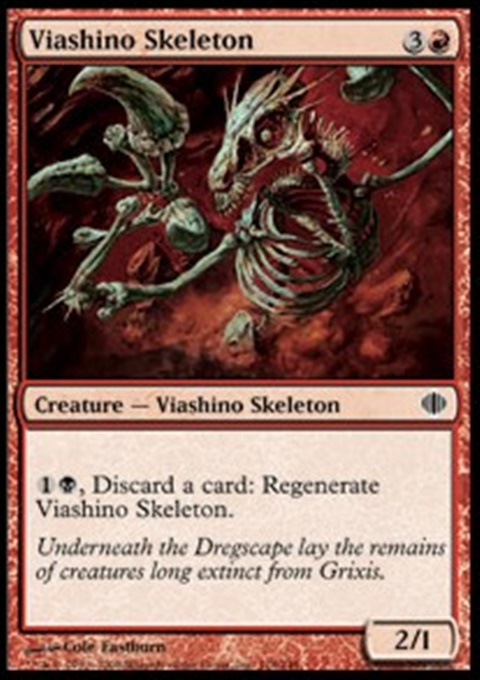 Viashino Skeleton 3
Creature — Viashino Skeleton
1, Discard a card: Regenerate
Viashino Skeleton.
Underneath the Dregscape lay the remains
of creatures long extinct from Grixis.
Cole Eastburn
2/1